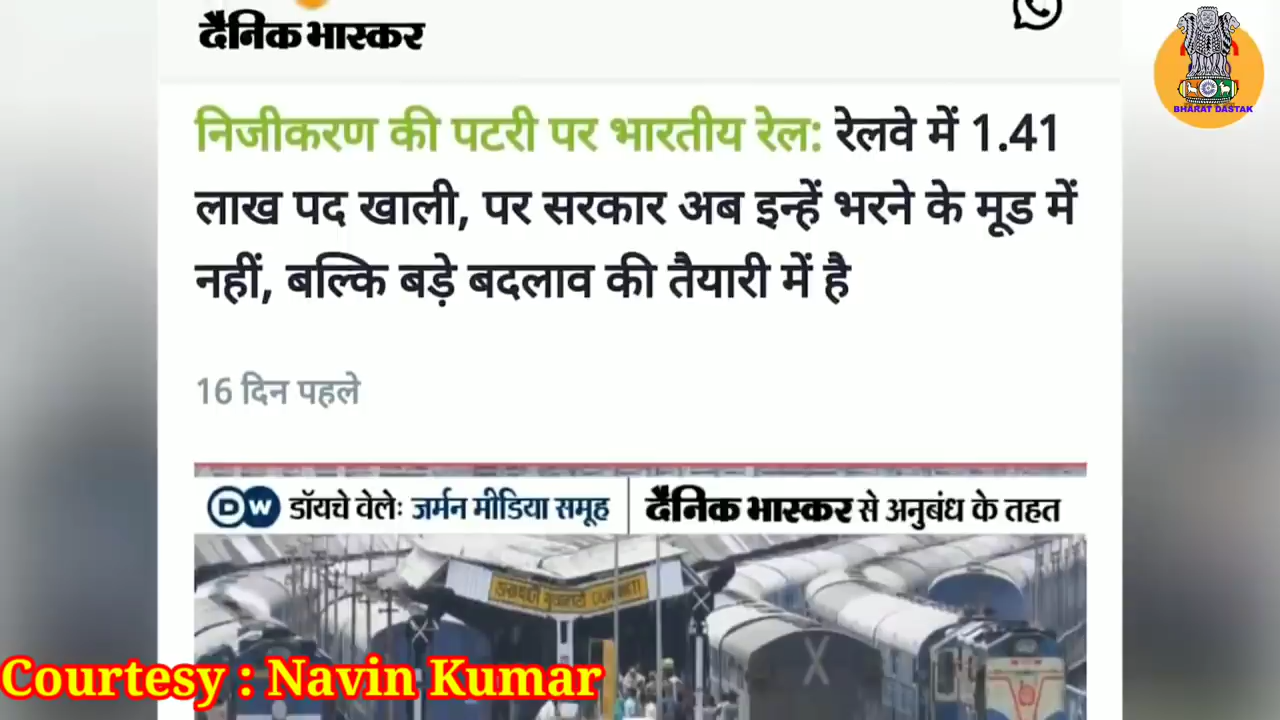 दैनिक भास्कर
BHARAT DASTAK
निजीकरण की पटरी पर भारतीय रेल: रेलवे में 1.41
लाख पद खाली, पर सरकार अब इन्हें भरने के मूड में
नहीं, बल्कि बड़े बदलाव की तैयारी में है
16 दिन पहले
DW डॉयचे वेलेः जर्मन मीडिया समूह
दैनिक भास्कर से अनुबंध के तहत
Courtesy : Navin Kumar